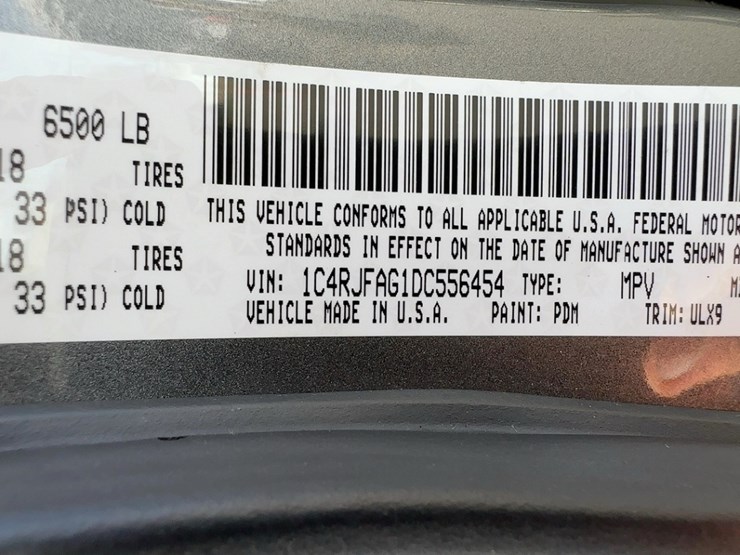 6500 LB
18 TIRES
33 PSI) COLD
18 TIRES
33 PSI) COLD
THIS VEHICLE CONFORMS TO ALL APPLICABLE U.S.A. FEDERAL MOTOR
STANDARDS IN EFFECT ON THE DATE OF MANUFACTURE SHOWN A
VIN: 1C4RJFAG1DC556454 TYPE: MPV
VEHICLE MADE IN U.S.A. PAINT: PDM TRIM: ULX9